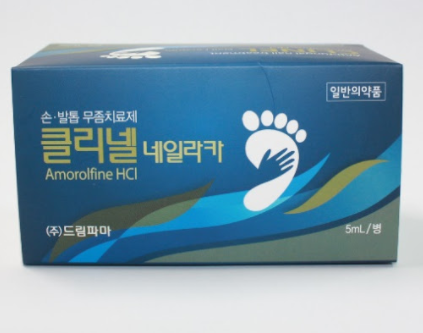 일반의약품
손·발톱 무좀치료제
클리넬 네일라카
Amorolfine HCl
(주)드림파마
5mL/병